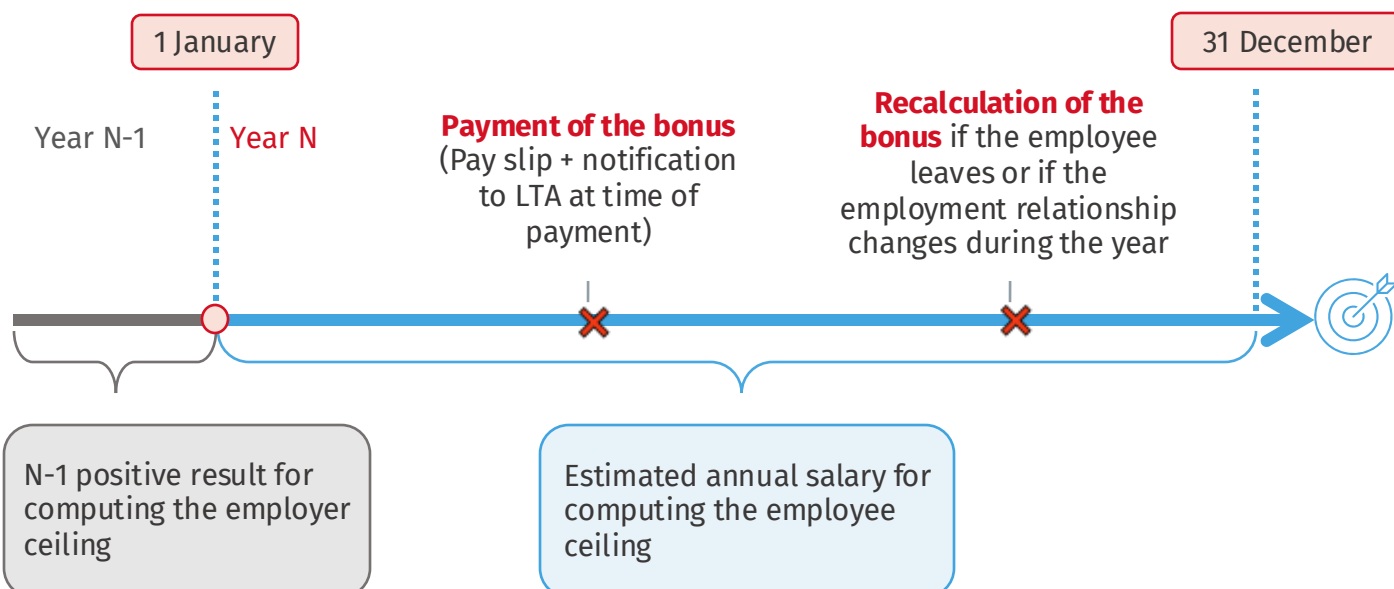 1 January
31 December
Year N-1
Year N
Payment of the bonus
(Pay slip + notification
to LTA at time of
payment)
Recalculation of the
bonus if the employee
leaves or if the
employment relationship
changes during the year
N-1 positive result for
computing the employer
ceiling
Estimated annual salary for
computing the employee
ceiling